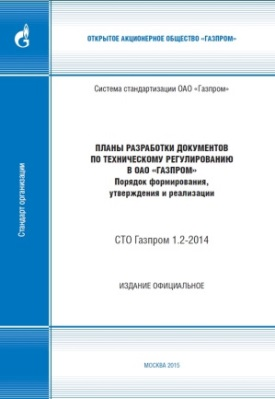 ОТКРЫТОЕ АКЦИОНЕРНОЕ ОБЩЕСТВО «ГАЗПРОМ»
Система стандартизации ОАО «Газпром»
ПЛАНЫ РАЗРАБОТКИ ДОКУМЕНТОВ
ПО ТЕХНИЧЕСКОМУ РЕГУЛИРОВАНИЮ
В ОАО «ГАЗПРОМ»
Порядок формирования,
утверждения и реализации
СТО Газпром 1.2-2014
ИЗДАНИЕ ОФИЦИАЛЬНОЕ
МОСКВА 2015
Стандарт организации